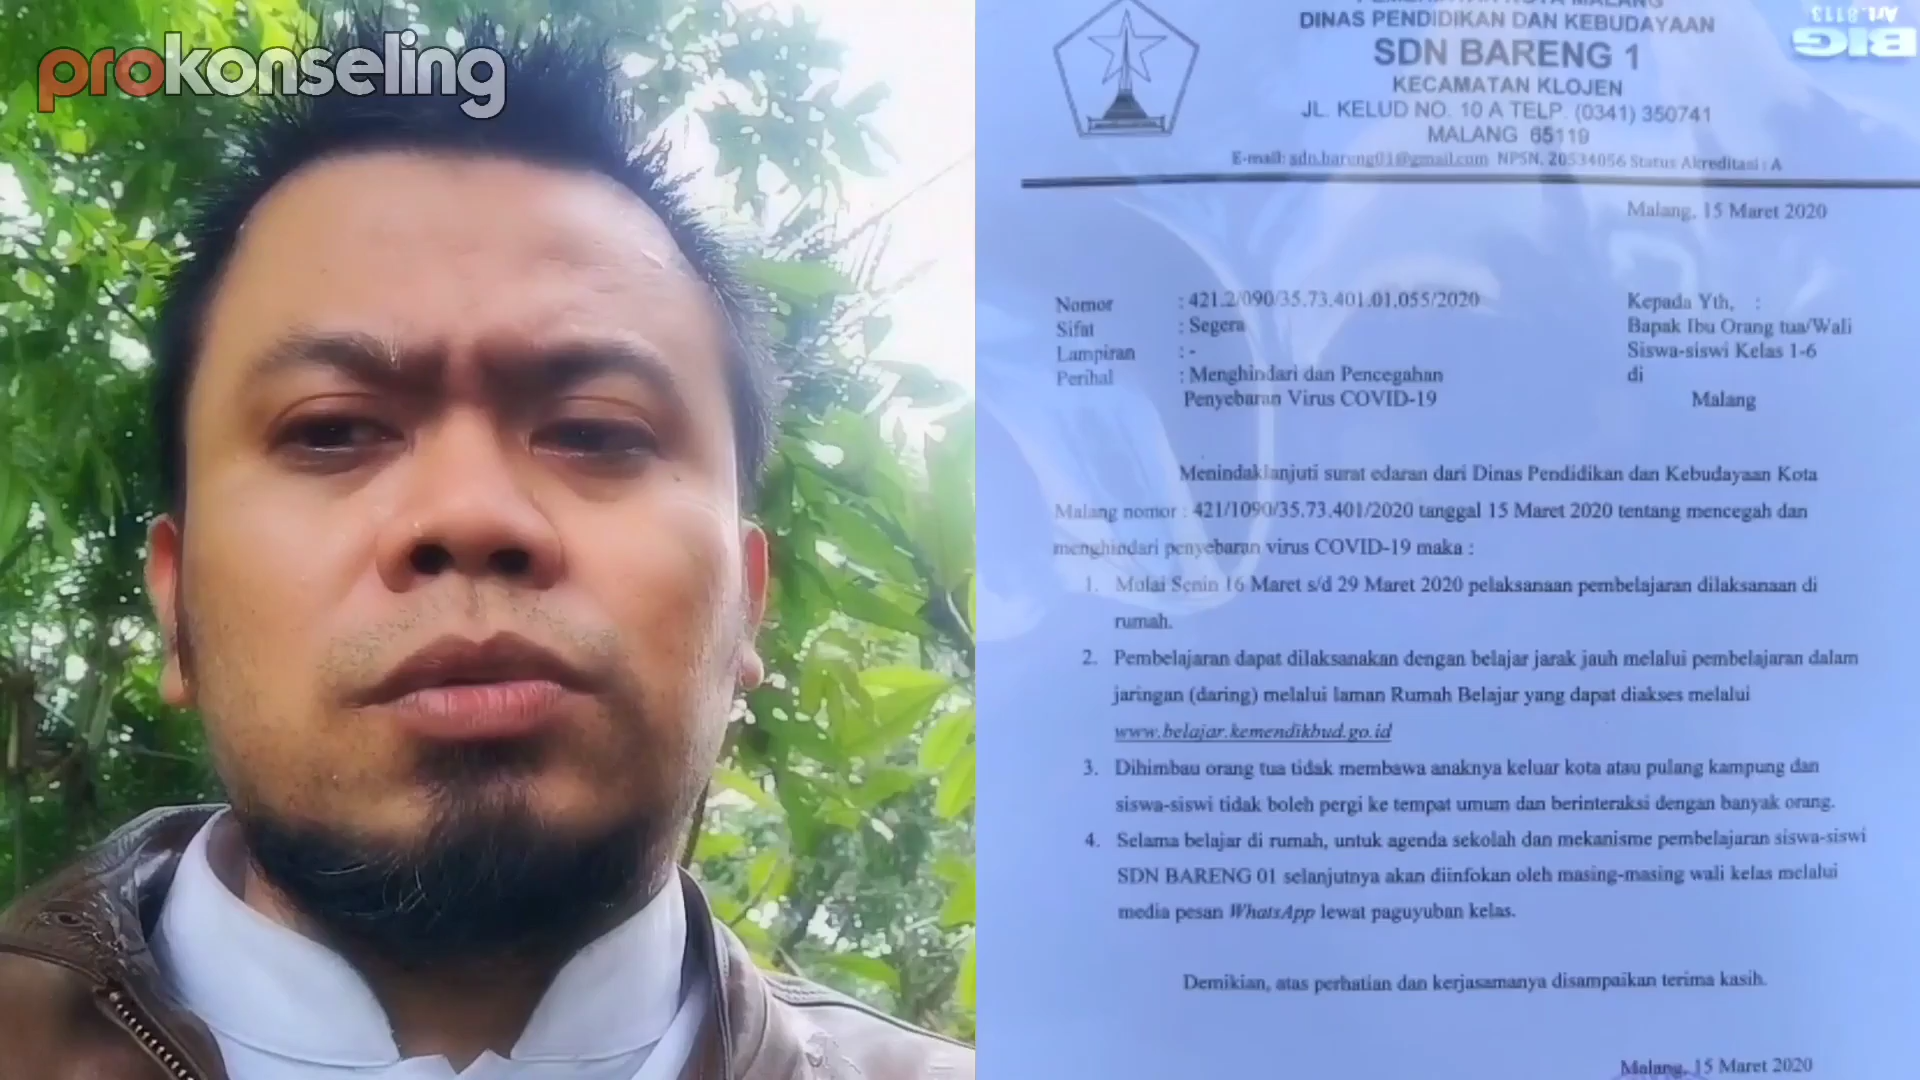 prokonseling
PEMERINTAH KOTA MALANG
DINAS PENDIDIKAN DAN KEBUDAYAAN
SDN BARENG 1
KECAMATAN KLOJEN
JL. KELUD NO. 10 A TELP. (0341) 350741
MALANG 65119
E-mail: sdn.bareng01@gmail.com NPSN. 20534056 Status Akreditasi : A
Art. 8113
BIG
Malang, 15 Maret 2020
Nomor : 421.2/090/35.73.401.01.055/2020
Sifat : Segera
Lampiran : -
Perihal : Menghindari dan Pencegahan
Penyebaran Virus COVID-19
Kepada Yth, :
Bapak Ibu Orang tua/Wali
Siswa-siswi Kelas 1-6
di
Malang
Menindaklanjuti surat edaran dari Dinas Pendidikan dan Kebudayaan Kota
Malang nomor : 421/1090/35.73.401/2020 tanggal 15 Maret 2020 tentang mencegah dan
menghindari penyebaran virus COVID-19 maka :
1. Mulai Senin 16 Maret s/d 29 Maret 2020 pelaksanaan pembelajaran dilaksanaan di
rumah.
2. Pembelajaran dapat dilaksanakan dengan belajar jarak jauh melalui pembelajaran dalam
jaringan (daring) melalui laman Rumah Belajar yang dapat diakses melalui
www.belajar.kemendikbud.go.id
3. Dihimbau orang tua tidak membawa anaknya keluar kota atau pulang kampung dan
siswa-siswi tidak boleh pergi ke tempat umum dan berinteraksi dengan banyak orang.
4. Selama belajar di rumah, untuk agenda sekolah dan mekanisme pembelajaran siswa-siswi
SDN BARENG 01 selanjutnya akan diinfokan oleh masing-masing wali kelas melalui
media pesan WhatsApp lewat paguyuban kelas.
Demikian, atas perhatian dan kerjasamanya disampaikan terima kasih.
Malang, 15 Maret 2020